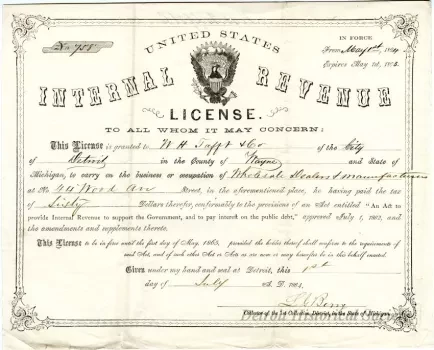 No. 758
IN FORCE
From May 1st, 1864
Expires May 1st, 1865.
UNITED STATES
INTERNAL REVENUE
LICENSE.
TO ALL WHOM IT MAY CONCERN:
This License is granted to W H Tafft & Co of the City
of Detroit in the County of Wayne and State of
Michigan, to carry on the business or occupation of Wholesale Dealers & manufacturers
at No 44 Wood Av Street, in the aforementioned place, he having paid the tax
of Sixty Dollars therefor, conformably to the provisions of an Act entitled "An Act to
provide Internal Revenue to support the Government, and to pay interest on the public debt," approved July 1, 1862, and
the amendments and supplements thereto.
This License to be in force until the first day of May, 1865, provided the holder thereof shall conform to the requirements of
said Act, and of such other Act or Acts as are now or may hereafter be in this behalf enacted.
Given under my hand and seal at Detroit, this 1st
day of July A. D. 1864.
Collector of the 1st Collection District, in the State of Michigan.
Detroit Historical